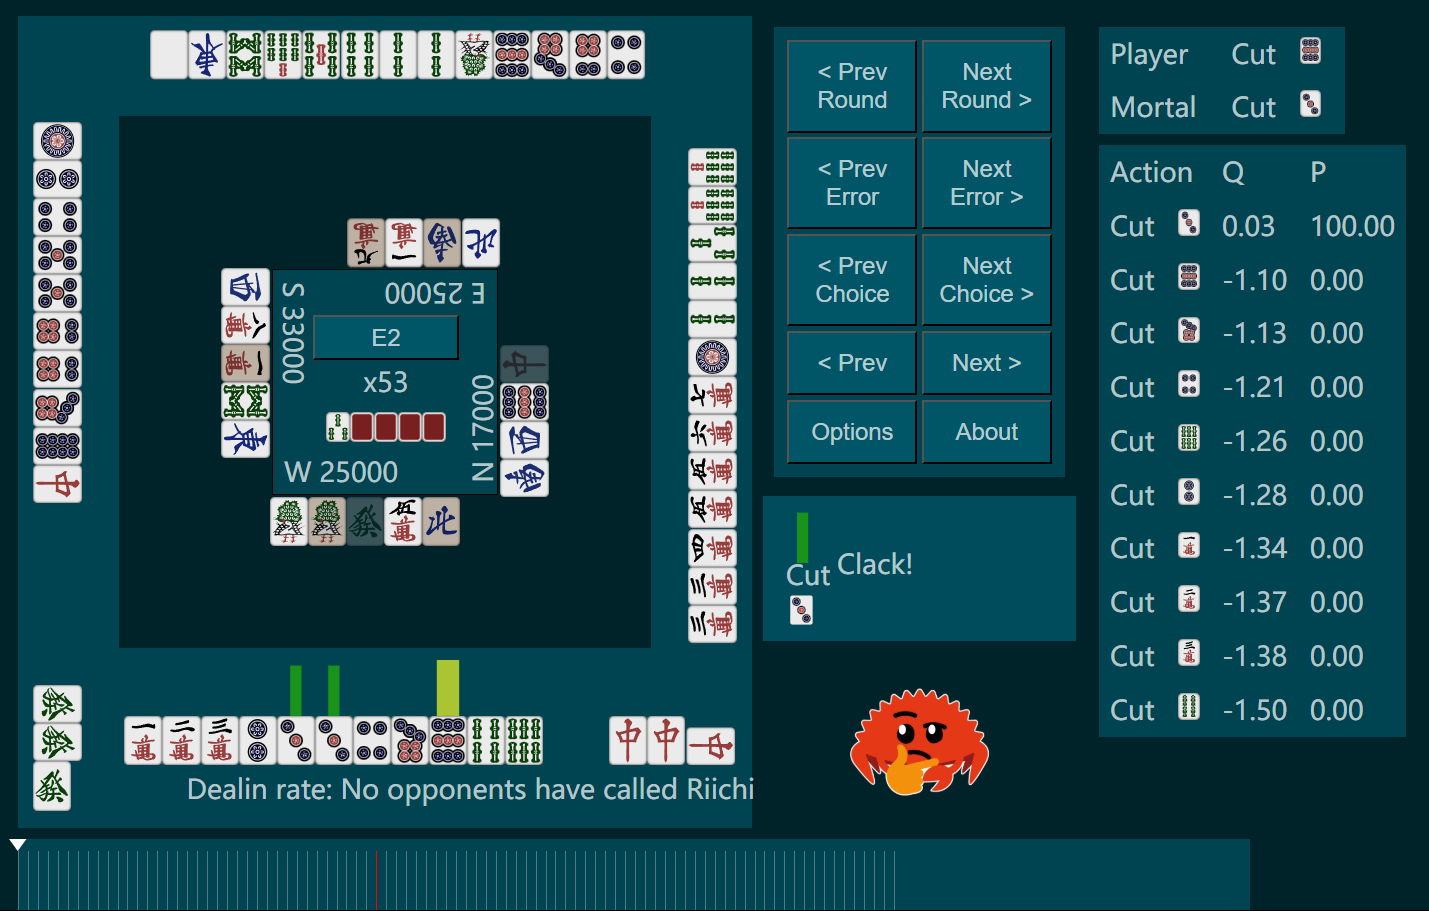 E 25000
S 33000
E2
x53
N 17000
W 25000
Dealin rate: No opponents have called Riichi
< Prev Round
Next Round >
< Prev Error
Next Error >
< Prev Choice
Next Choice >
< Prev
Next >
Options
About
Cut
Clack!
Player Cut
Mortal Cut
Action Q P
Cut 0.03 100.00
Cut -1.10 0.00
Cut -1.13 0.00
Cut -1.21 0.00
Cut -1.26 0.00
Cut -1.28 0.00
Cut -1.34 0.00
Cut -1.37 0.00
Cut -1.38 0.00
Cut -1.50 0.00